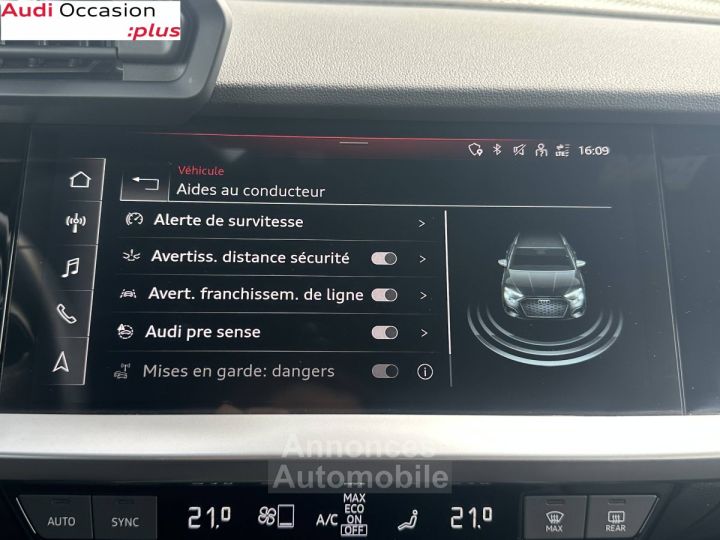 Audi Occasion
:plus
LTE
16:09
Véhicule
Aides au conducteur
Alerte de survitesse >
Avertiss. distance sécurité >
Avert. franchissem. de ligne >
Audi pre sense >
Mises en garde: dangers i
Annonces
Automobile
AUTO
SYNC
21.0
A/C
MAX
ECO
ON
OFF
21.0
MAX
REAR